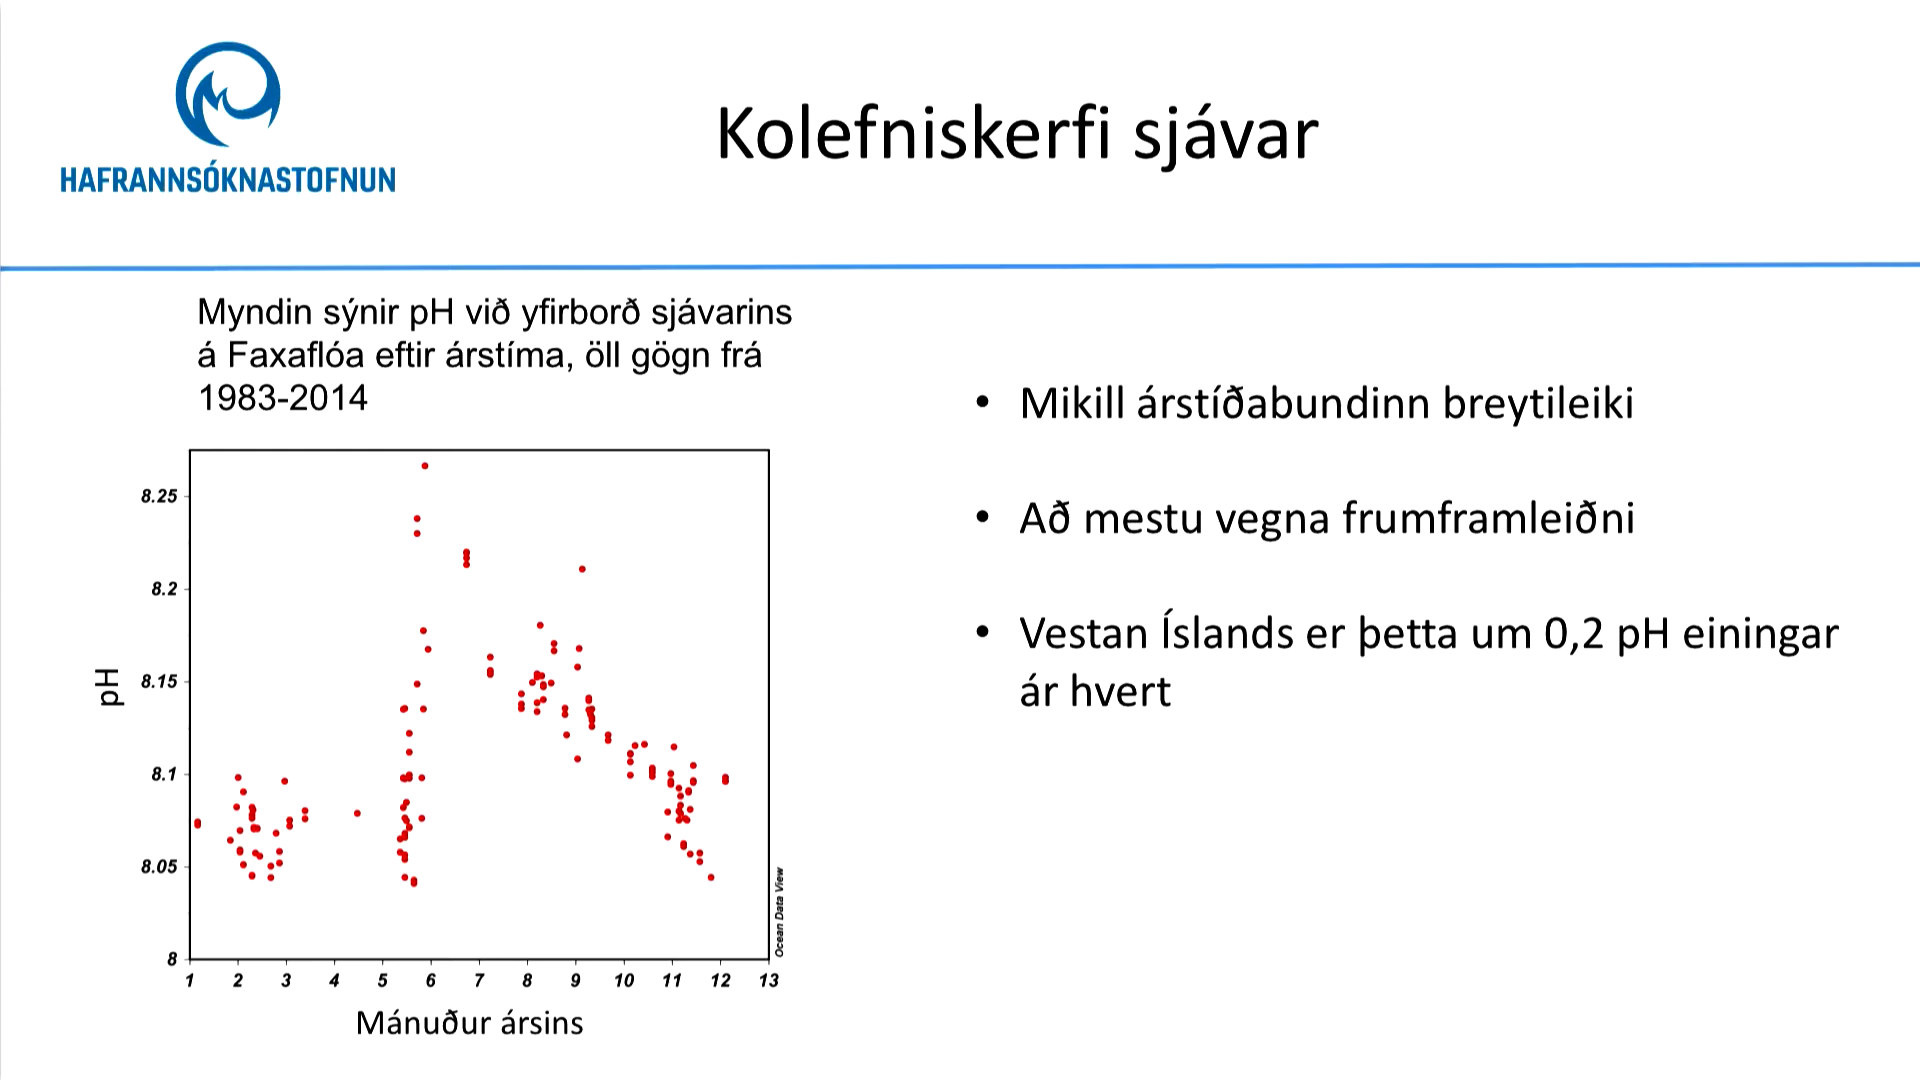 HAFRANNSÓKNASTOFNUN
Kolefniskerfi sjávar
Myndin sýnir pH við yfirborð sjávarins
á Faxaflóa eftir árstíma, öll gögn frá
1983-2014
• Mikill árstíðabundinn breytileiki
• Að mestu vegna frumframleiðni
• Vestan Íslands er þetta um 0,2 pH einingar
ár hvert
pH
8.25
8.2
8.15
8.1
8.05
8
1 2 3 4 5 6 7 8 9 10 11 12 13
Mánuður ársins
Ocean Data View